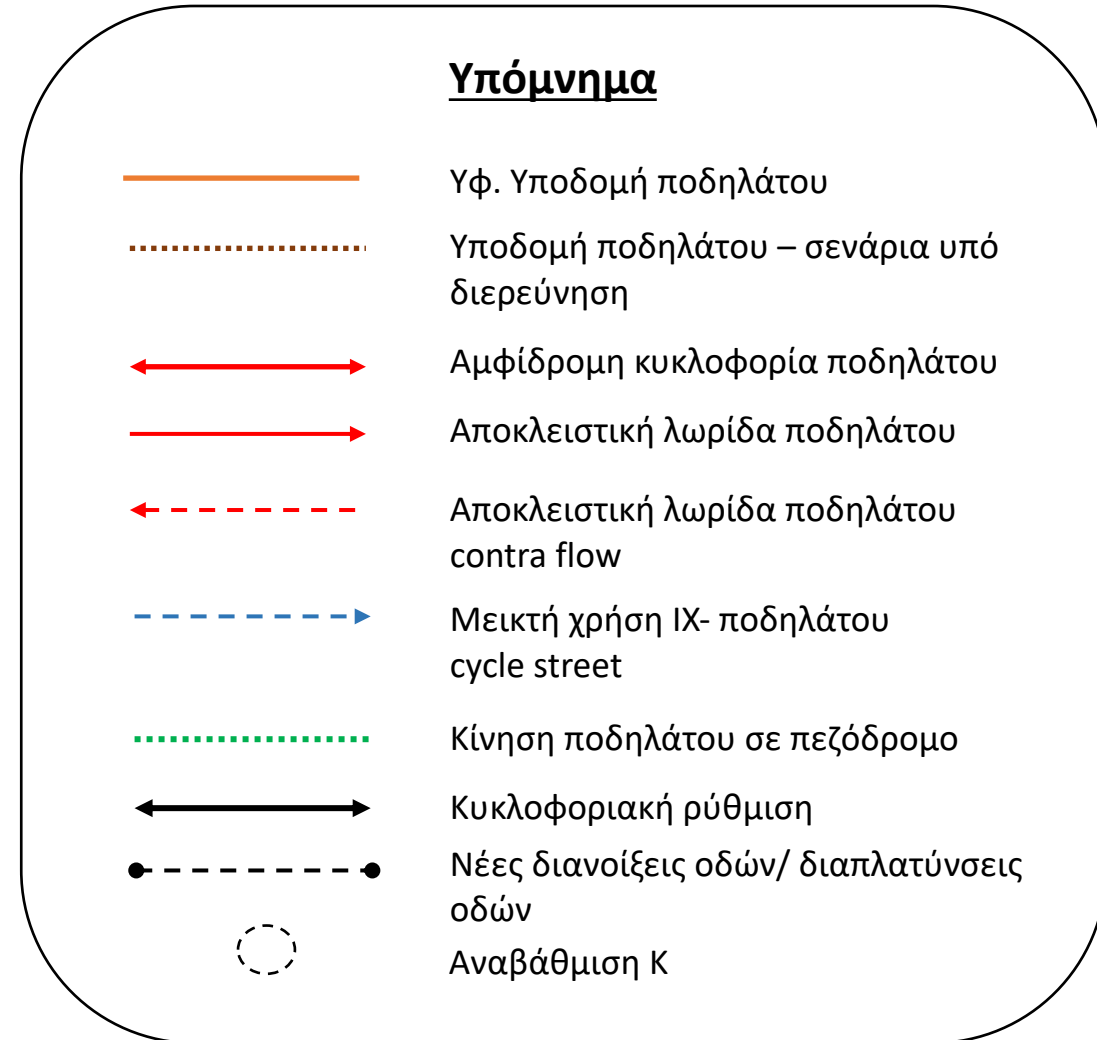 Υπόμνημα
Υφ. Υποδομή ποδηλάτου
Υποδομή ποδηλάτου – σενάρια υπό
διερεύνηση
Αμφίδρομη κυκλοφορία ποδηλάτου
Αποκλειστική λωρίδα ποδηλάτου
Αποκλειστική λωρίδα ποδηλάτου
contra flow
Μεικτή χρήση ΙΧ- ποδηλάτου
cycle street
Κίνηση ποδηλάτου σε πεζόδρομο
Κυκλοφοριακή ρύθμιση
Νέες διανοίξεις οδών/ διαπλατύνσεις
οδών
Αναβάθμιση Κ